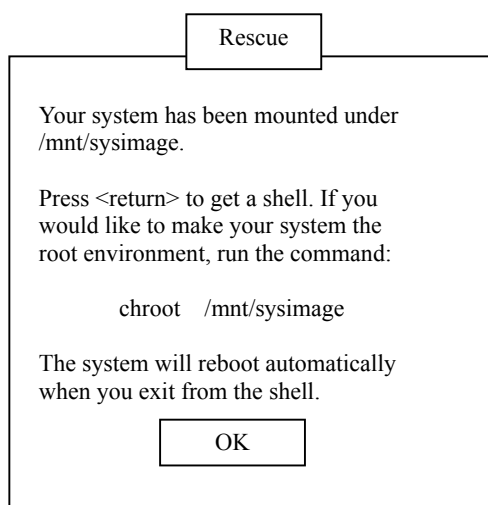 Rescue
Your system has been mounted under
/mnt/sysimage.
Press <return> to get a shell. If you
would like to make your system the
root environment, run the command:
chroot /mnt/sysimage
The system will reboot automatically
when you exit from the shell.
OK